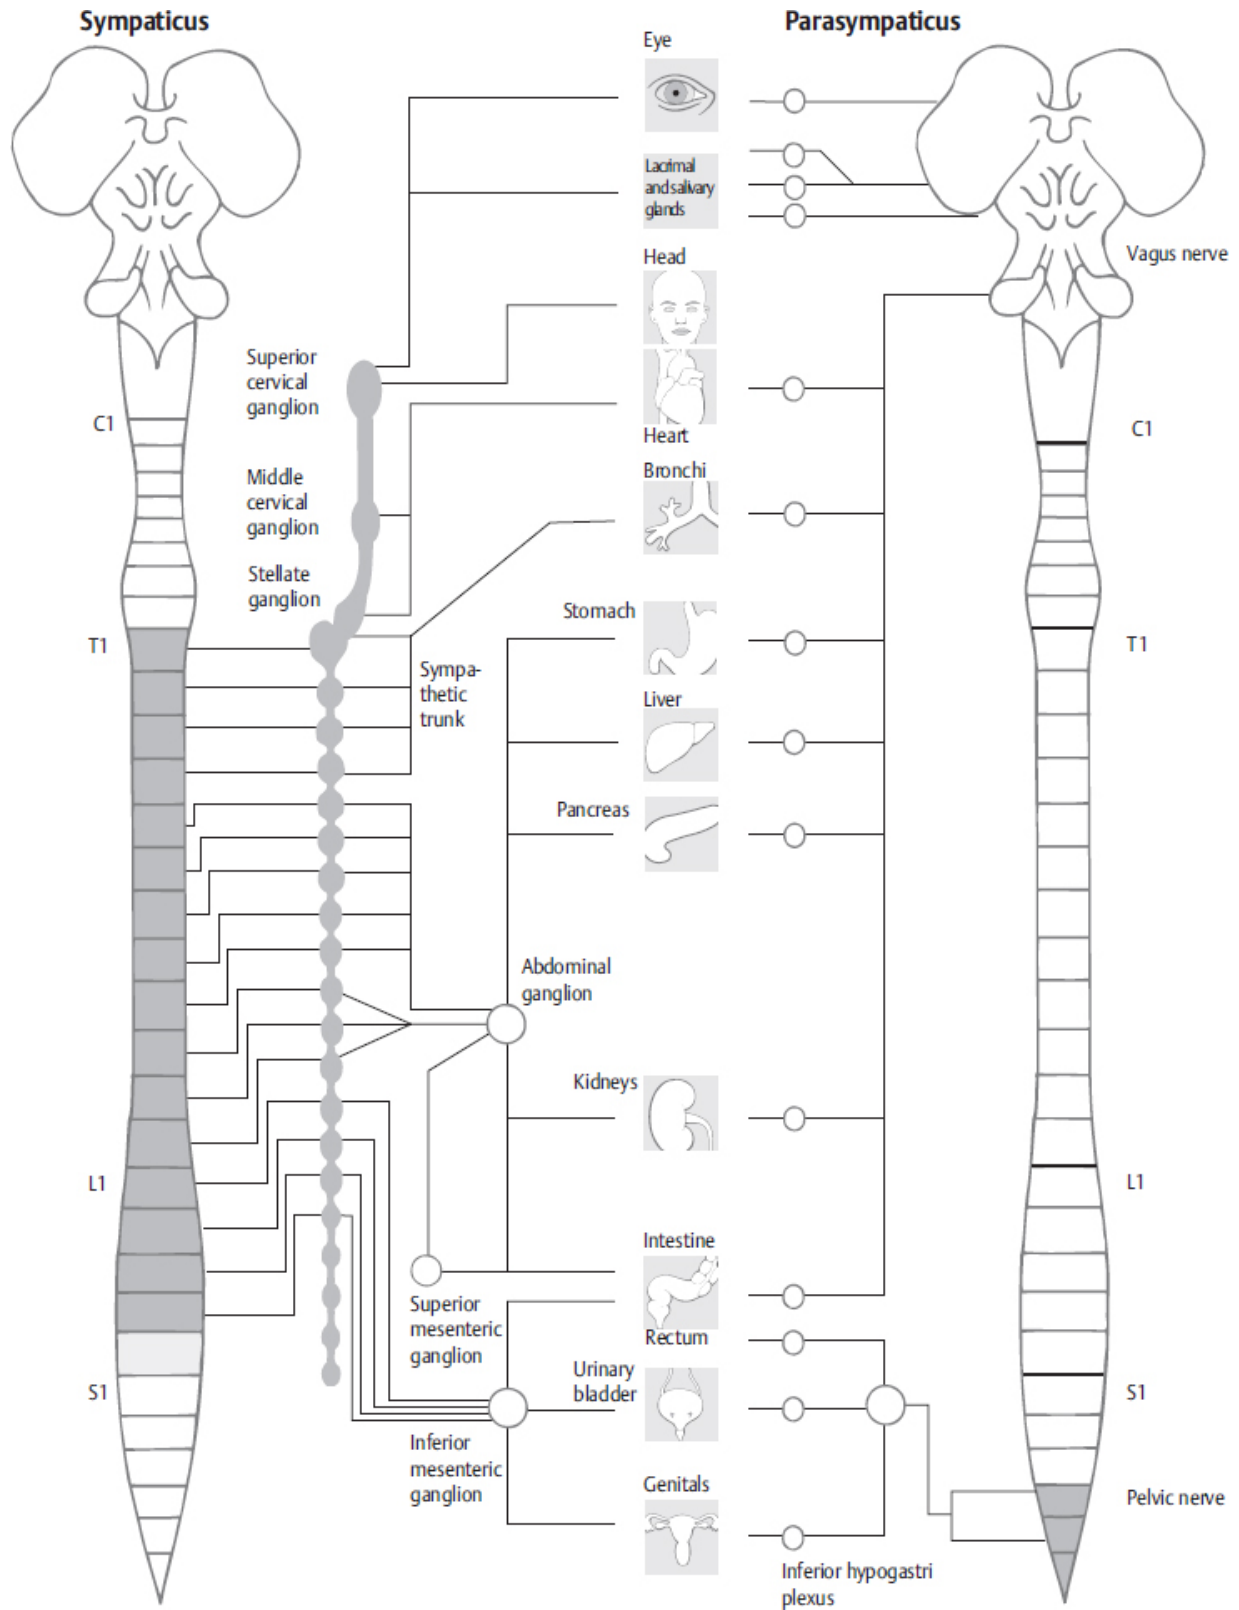 Sympaticus
Parasympaticus
Eye
Lacrimal
and salivary
glands
Head
Vagus nerve
Superior
cervical
ganglion
C1
C1
Heart
Bronchi
Middle
cervical
ganglion
Stellate
ganglion
Stomach
T1
T1
Sympa-
thetic
trunk
Liver
Pancreas
Abdominal
ganglion
Kidneys
L1
L1
Intestine
Superior
mesenteric
ganglion
Rectum
Urinary
bladder
S1
S1
Inferior
mesenteric
ganglion
Genitals
Pelvic nerve
Inferior hypogastri
plexus